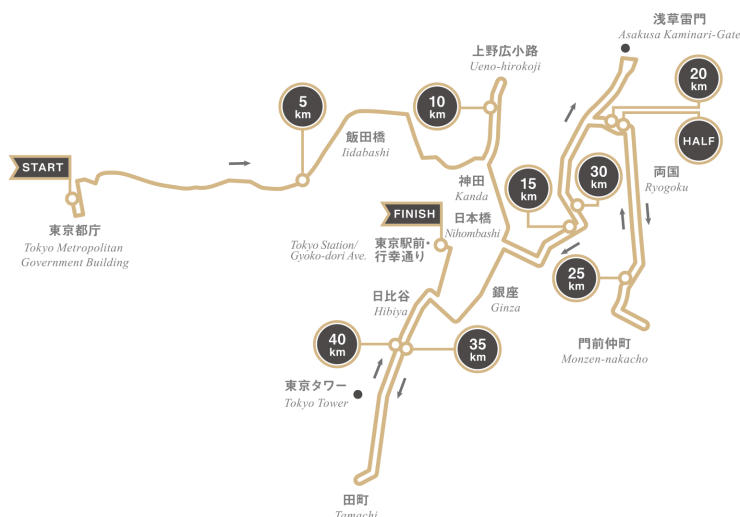 START
東京都庁
Tokyo Metropolitan
Government Building
5
km
飯田橋
Iidabashi
10
km
上野広小路
Ueno-hirokoji
神田
Kanda
日本橋
Nihombashi
15
km
浅草雷門
Asakusa Kaminari-Gate
20
km
HALF
両国
Ryogoku
25
km
門前仲町
Monzen-nakacho
30
km
銀座
Ginza
日比谷
Hibiya
35
km
東京タワー
Tokyo Tower
田町
Tamachi
40
km
FINISH
東京駅前・
行幸通り
Tokyo Station/
Gyoko-dori Ave.